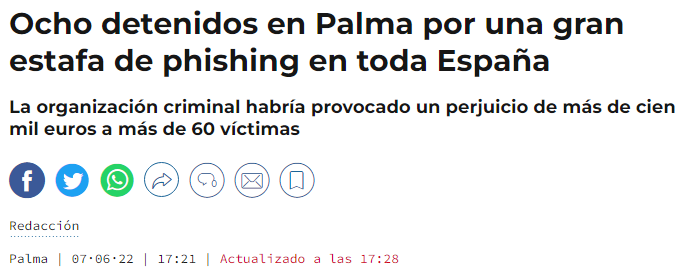 Ocho detenidos en Palma por una gran
estafa de phishing en toda España
La organización criminal habría provocado un perjuicio de más de cien
mil euros a más de 60 víctimas
0
Redacción
Palma | 07·06·22 | 17:21 | Actualizado a las 17:28